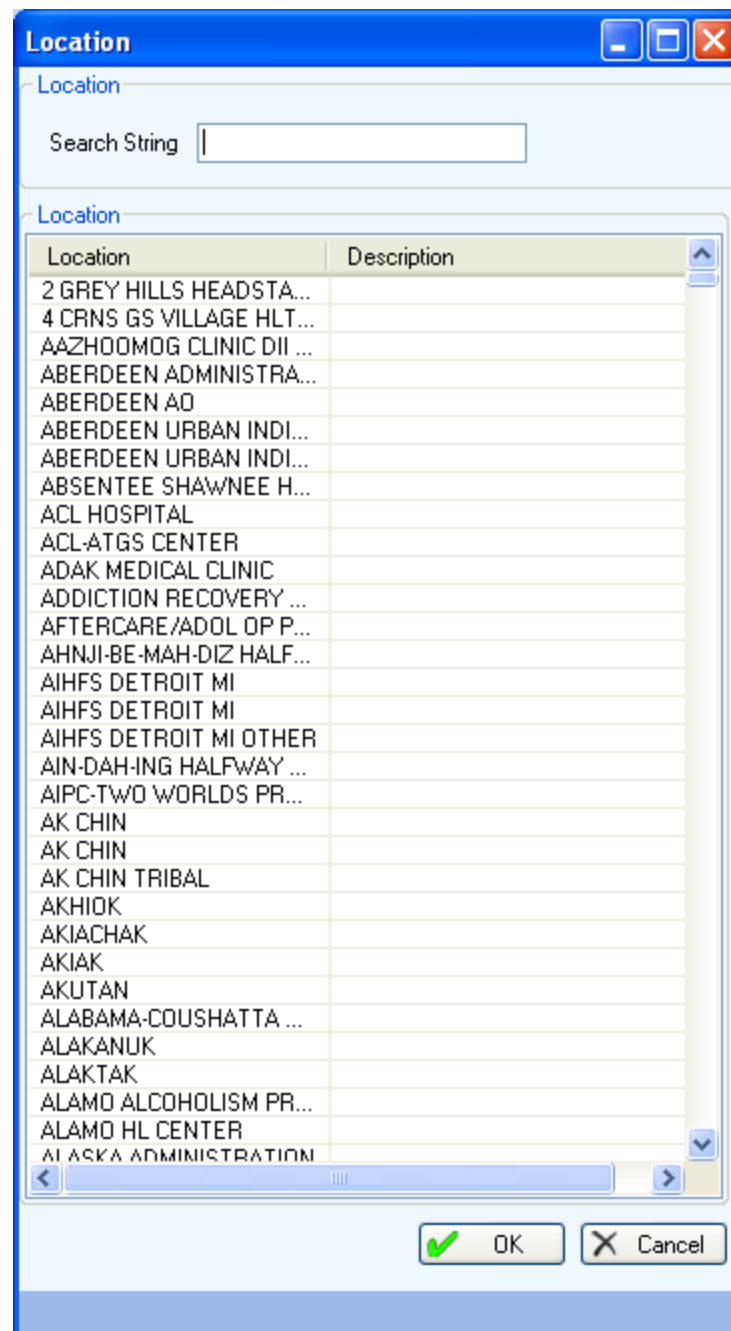 Location
Location
Search String
Location
Location Description
2 GREY HILLS HEADSTA...
4 CRNS GS VILLAGE HLT...
AAZHOOMOG CLINIC DII ...
ABERDEEN ADMINISTRA...
ABERDEEN AO
ABERDEEN URBAN INDI...
ABERDEEN URBAN INDI...
ABSENTEE SHAWNEE H...
ACL HOSPITAL
ACL-ATGS CENTER
ADAK MEDICAL CLINIC
ADDICTION RECOVERY ...
AFTERCARE/ADOL OP P...
AHNJI-BE-MAH-DIZ HALF...
AIHFS DETROIT MI
AIHFS DETROIT MI
AIHFS DETROIT MI OTHER
AIN-DAH-ING HALFWAY ...
AIPC-TWO WORLDS PR...
AK CHIN
AK CHIN
AK CHIN TRIBAL
AKHIOK
AKIACHAK
AKIAK
AKUTAN
ALABAMA-COUSHATTA ...
ALAKANUK
ALAKTAK
ALAMO ALCOHOLISM PR...
ALAMO HL CENTER
ALASKA ADMINISTRATION
OK Cancel